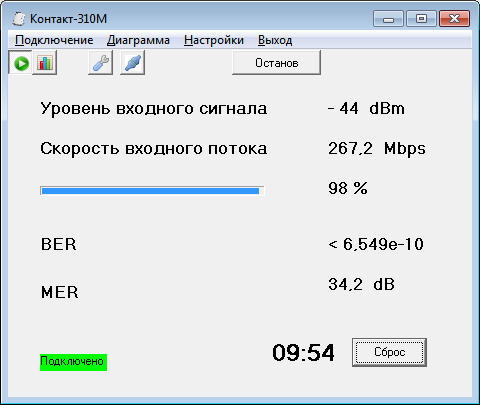 Контакт-310М
Подключение Диаграмма Настройки Выход
Останов
Уровень входного сигнала - 44 dBm
Скорость входного потока 267,2 Mbps
98 %
BER < 6,549e-10
MER 34,2 dB
Подключено 09:54 Сброс